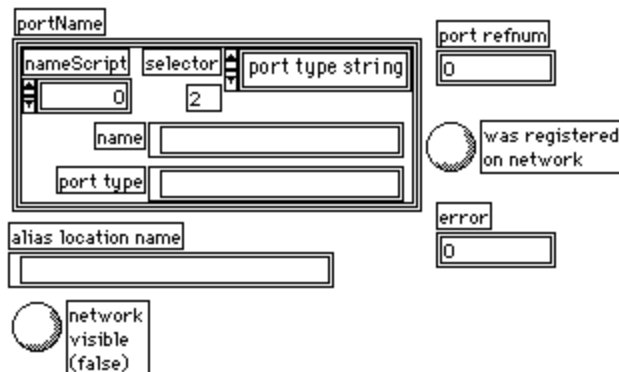 portName
nameScript
selector
port type string
0
2
name
port type
alias location name
network
visible
(false)
port refnum
0
was registered
on network
error
0